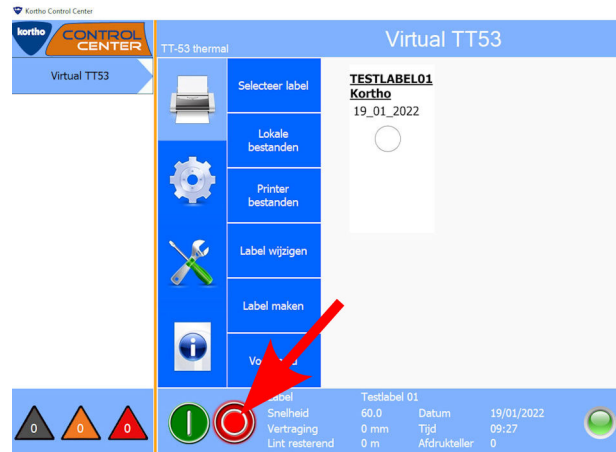 Kortho Control Center
kortho
CONTROL
CENTER
TT-53 thermal
Virtual TT53
Virtual TT53
Selecteer label
Lokale
bestanden
Printer
bestanden
Label wijzigen
Label maken
TESTLABEL01
Kortho
19_01_2022
Label Testlabel 01
Snelheid 60.0 Datum 19/01/2022
Vertraging 0 mm Tijd 09:27
Lint resterend 0 m Afdrukteller 0
0 0 0